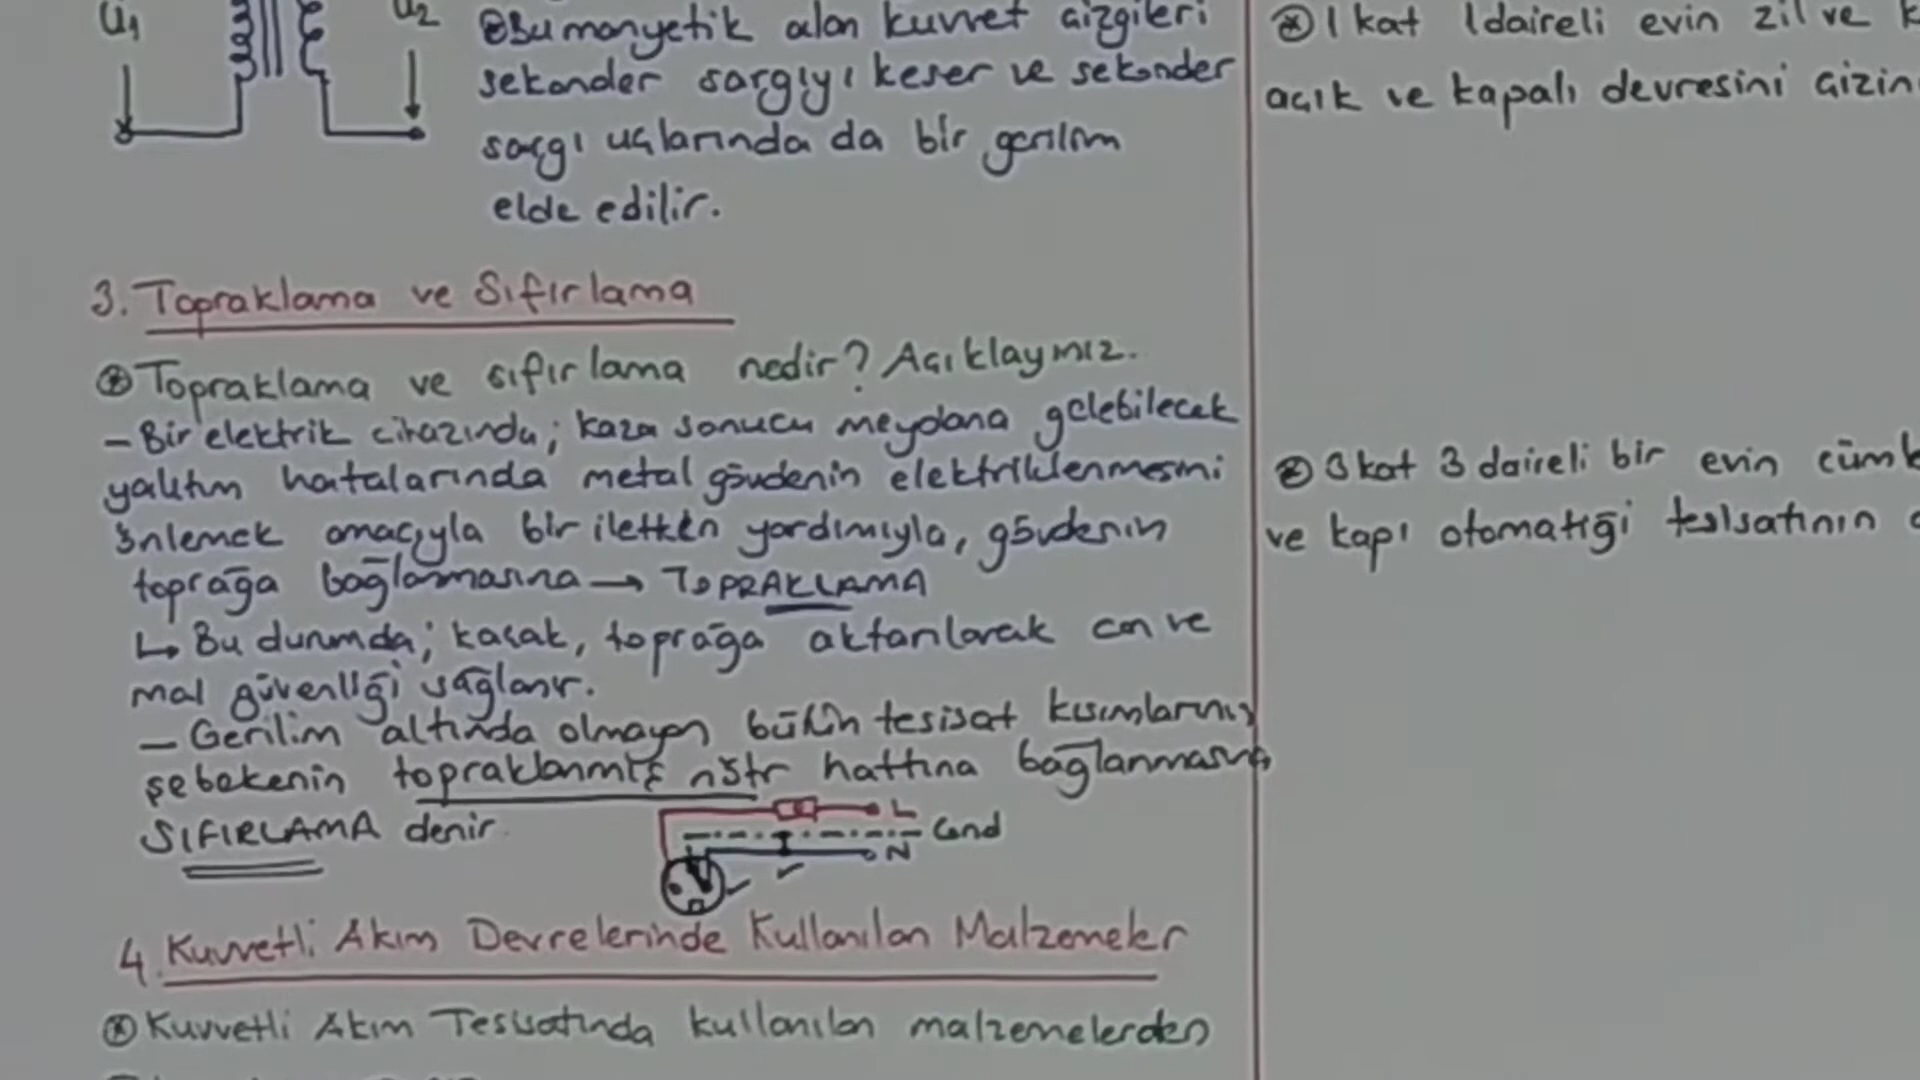 U1
U2
Bu manyetik alan kuvvet çizgileri
sekonder sargıyı keser ve sekonder
sargı uçlarında da bir gerilim
elde edilir.
3. Topraklama ve Sıfırlama
Topraklama ve sıfırlama nedir? Açıklayınız.
- Bir elektrik cihazında; kaza sonucu meydana gelebilecek
yalıtım hatalarında metal gövdenin elektriklenmesini
önlemek amacıyla bir iletken yardımıyla, gövdenin
toprağa bağlanmasına → TOPRAKLAMA
↳ Bu durumda; kaçak, toprağa aktarılarak can ve
mal güvenliği sağlanır.
- Gerilim altında olmayan bütün tesisat kısımlarının
şebekenin topraklanmış nötr hattına bağlanmasına
SIFIRLAMA denir.
L
Gnd
N
4. Kuvvetli Akım Devrelerinde Kullanılan Malzemeler
Kuvvetli Akım Tesisatında kullanılan malzemelerden
1 kat 1 daireli evin zil ve
açık ve kapalı devresini çizin
3 kat 3 daireli bir evin
ve kapı otomatiği tesisatının